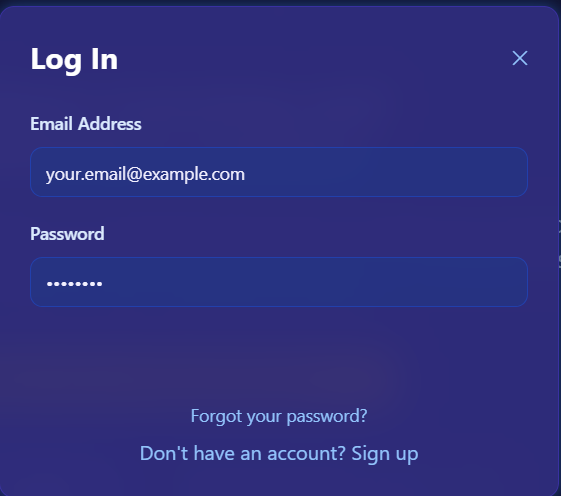 Log In
Email Address
your.email@example.com
Password
••••••••
Forgot your password?
Don't have an account? Sign up